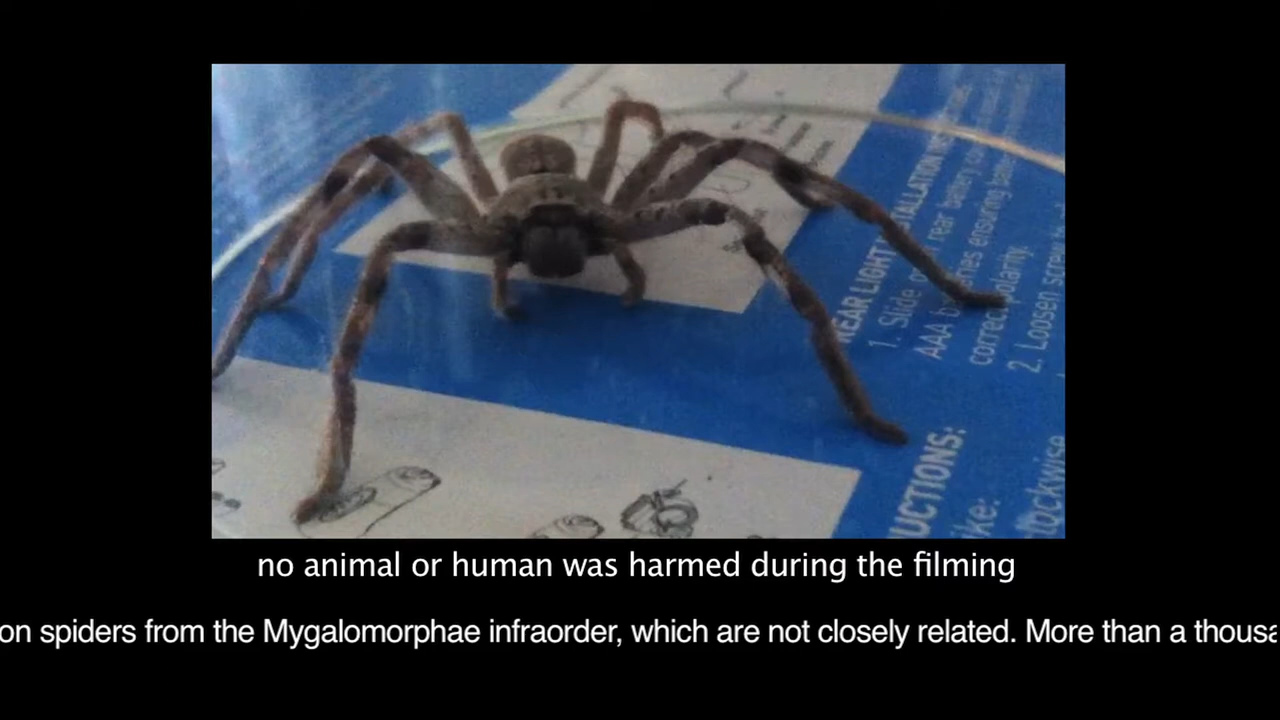 REAR LIGHT TALLATION
1. Slide rear battery
AAA ensuring
correct polarity.
2. Loosen screw
UCTIONS:
ike:
lockwise
no animal or human was harmed during the filming
on spiders from the Mygalomorphae infraorder, which are not closely related. More than a thousa